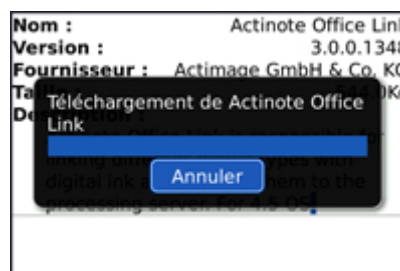 Nom : Actinote Office Link
Version : 3.0.0.1348
Fournisseur : Actimage GmbH & Co. KG
Téléchargement de Actinote Office
Link
Annuler
digital ink
processing server. For 4.5 OS